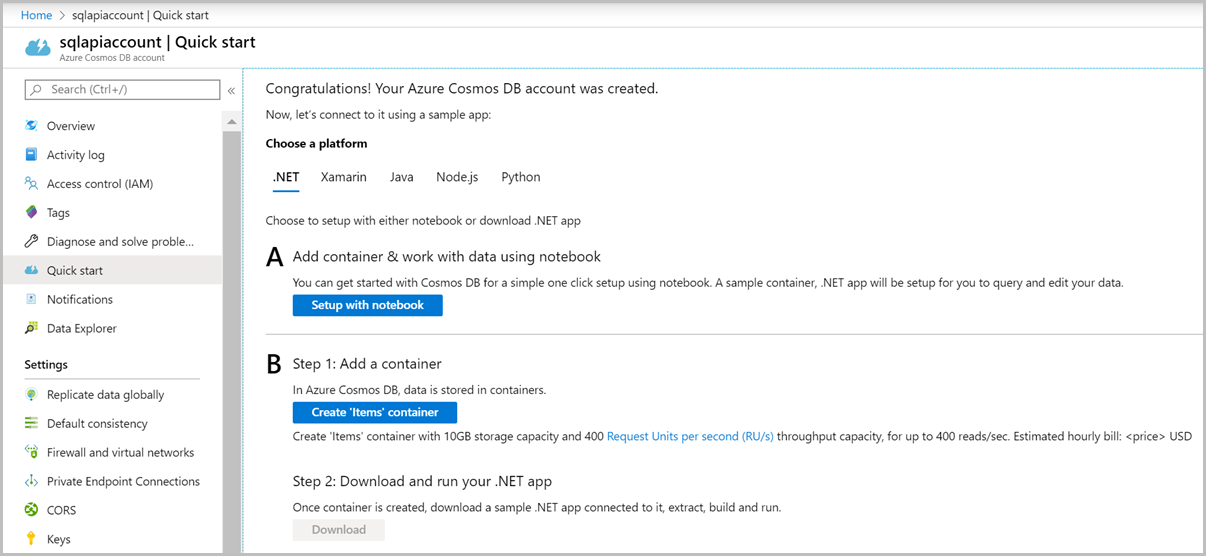 Home > sqlapiaccount | Quick start
sqlapiaccount | Quick start
Azure Cosmos DB account
Search (Ctrl+/)
«
Overview
Activity log
Access control (IAM)
Tags
Diagnose and solve proble...
Quick start
Notifications
Data Explorer
Settings
Replicate data globally
Default consistency
Firewall and virtual networks
Private Endpoint Connections
CORS
Keys
Congratulations! Your Azure Cosmos DB account was created.
Now, let's connect to it using a sample app:
Choose a platform
.NET Xamarin Java Node.js Python
Choose to setup with either notebook or download .NET app
A Add container & work with data using notebook
You can get started with Cosmos DB for a simple one click setup using notebook. A sample container, .NET app will be setup for you to query and edit your data.
Setup with notebook
B Step 1: Add a container
In Azure Cosmos DB, data is stored in containers.
Create 'Items' container
Create 'Items' container with 10GB storage capacity and 400 Request Units per second (RU/s) throughput capacity, for up to 400 reads/sec. Estimated hourly bill: <price> USD
Step 2: Download and run your .NET app
Once container is created, download a sample .NET app connected to it, extract, build and run.
Download